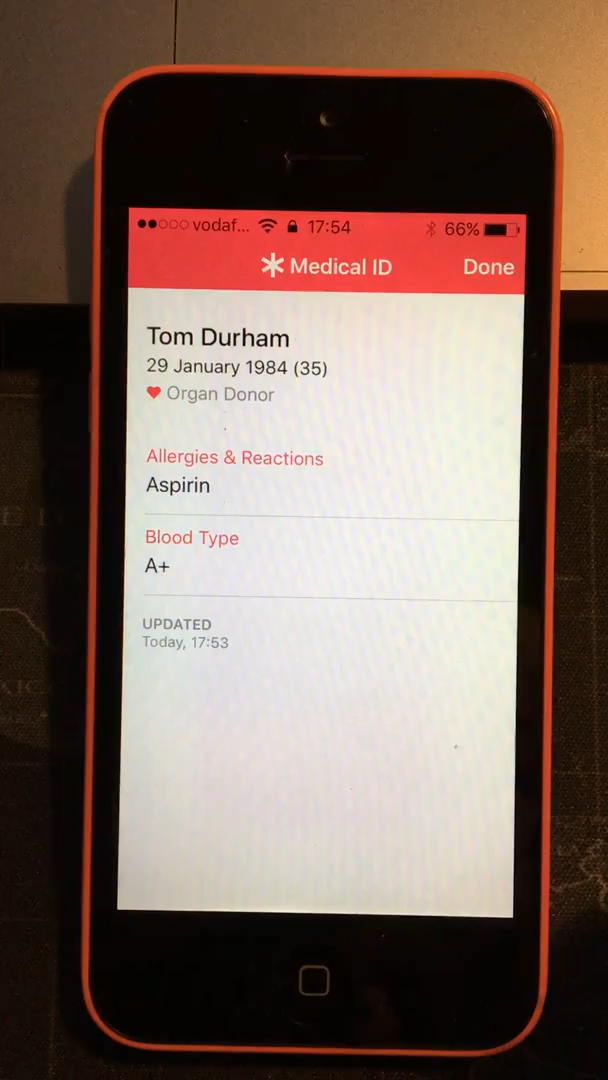 vodaf... 17:54 66%
Medical ID Done
Tom Durham
29 January 1984 (35)
Organ Donor
Allergies & Reactions
Aspirin
Blood Type
A+
UPDATED
Today, 17:53